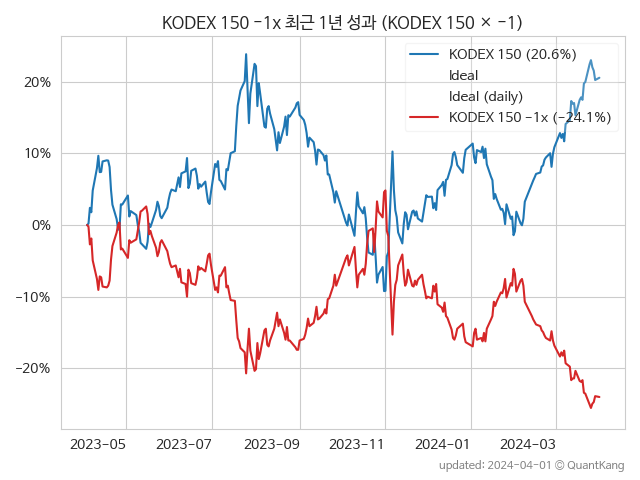 KODEX 150 −1x 최근 1년 성과 (KODEX 150 × −1)
KODEX 150 (20.6%)
Ideal
Ideal (daily)
KODEX 150 −1x (−24.1%)
20%
10%
0%
−10%
−20%
2023−05 2023−07 2023−09 2023−11 2024−01 2024−03
updated: 2024−04−01 © QuantKang